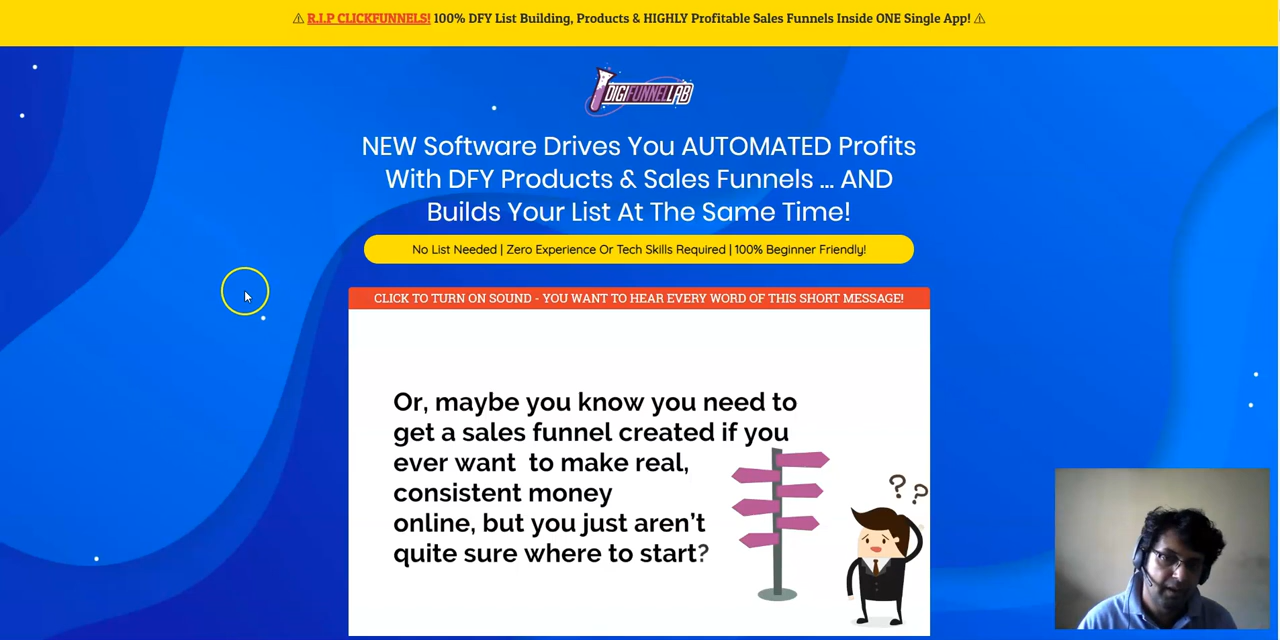 ⚠ R.I.P CLICKFUNNELS! 100% DFY List Building, Products & HIGHLY Profitable Sales Funnels Inside ONE Single App! ⚠
DIGIFUNNELLAB
NEW Software Drives You AUTOMATED Profits
With DFY Products & Sales Funnels ... AND
Builds Your List At The Same Time!
No List Needed | Zero Experience Or Tech Skills Required | 100% Beginner Friendly!
CLICK TO TURN ON SOUND - YOU WANT TO HEAR EVERY WORD OF THIS SHORT MESSAGE!
Or, maybe you know you need to
get a sales funnel created if you
ever want to make real,
consistent money
online, but you just aren't
quite sure where to start?
? ?